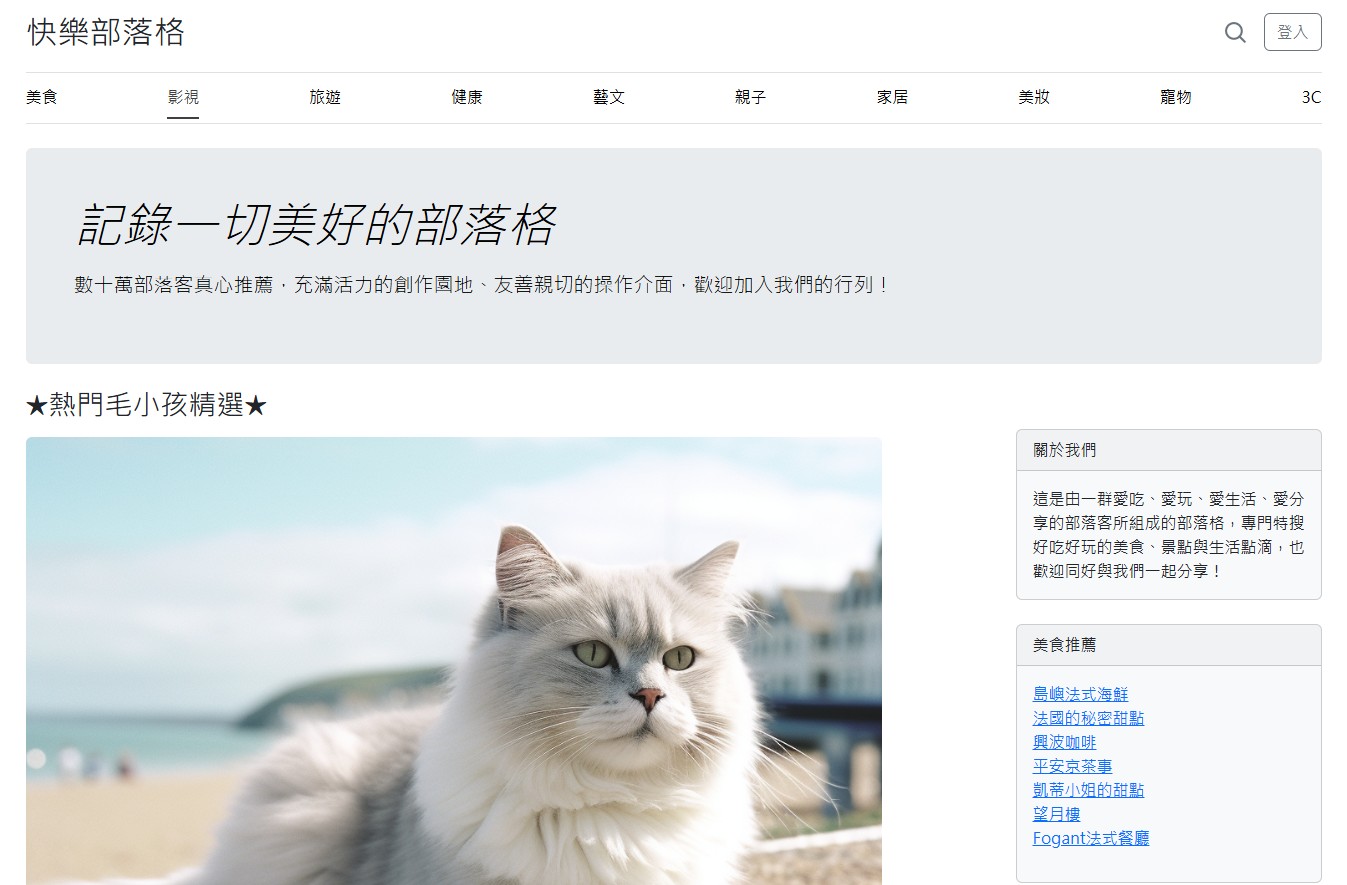 快樂部落格
登入
美食 影視 旅遊 健康 藝文 親子 家居 美妝 寵物 3C
記錄一切美好的部落格
數十萬部落客真心推薦，充滿活力的創作園地、友善親切的操作介面，歡迎加入我們的行列！
★熱門毛小孩精選★
關於我們
這是由一群愛吃、愛玩、愛生活、愛分
享的部落客所組成的部落格，專門特搜
好吃好玩的美食、景點與生活點滴，也
歡迎同好與我們一起分享！
美食推薦
島嶼法式海鮮
法國的秘密甜點
興波咖啡
平安京茶事
凱蒂小姐的甜點
望月樓
Fogant法式餐廳